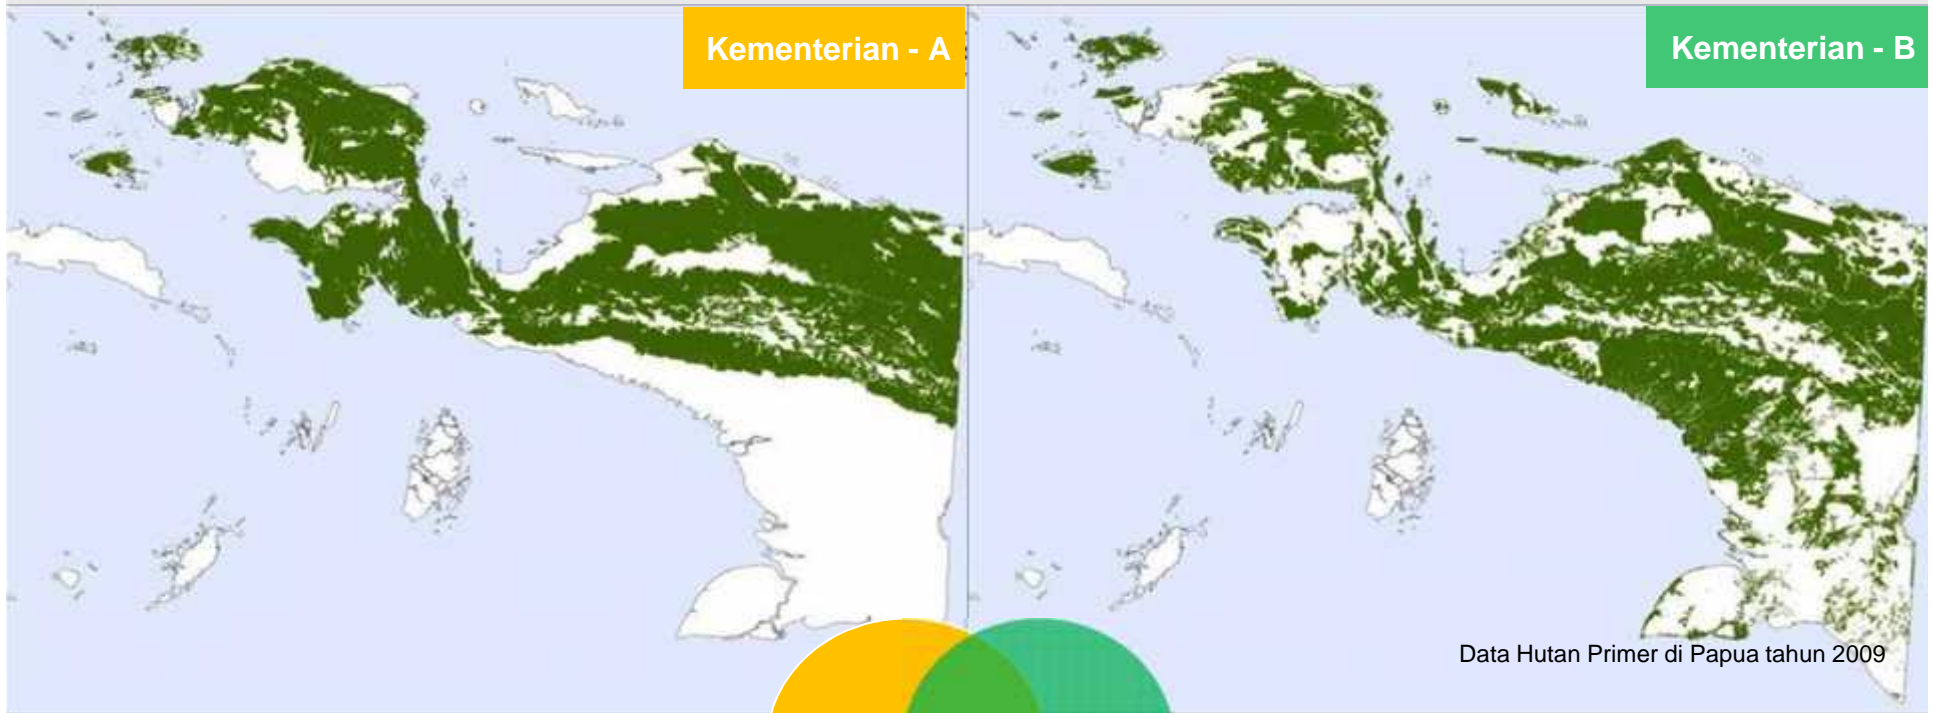 Kementerian - A
Kementerian - B
Data Hutan Primer di Papua tahun 2009